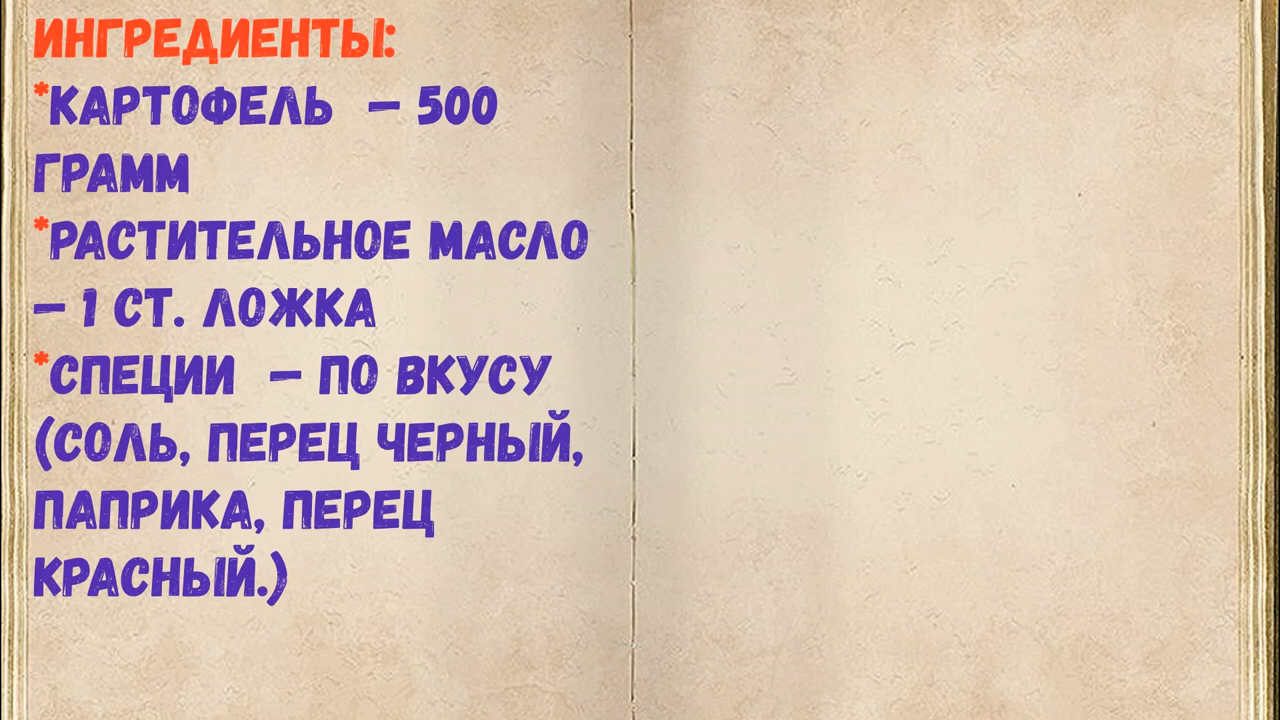 ИНГРЕДИЕНТЫ:
*КАРТОФЕЛЬ – 500
ГРАММ
*РАСТИТЕЛЬНОЕ МАСЛО
– 1 СТ. ЛОЖКА
*СПЕЦИИ – ПО ВКУСУ
(СОЛЬ, ПЕРЕЦ ЧЕРНЫЙ,
ПАПРИКА, ПЕРЕЦ
КРАСНЫЙ.)